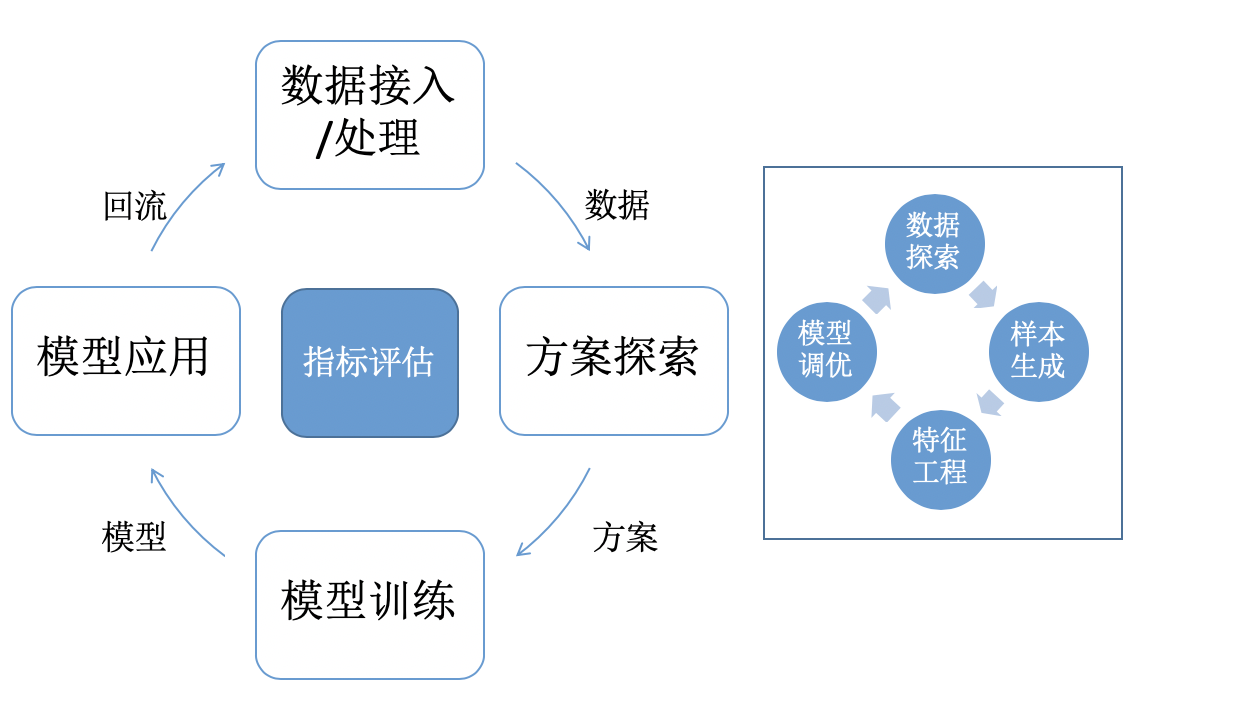 数据接入
/处理
回流
数据
模型应用
指标评估
方案探索
模型
方案
模型训练
数据
探索
模型
调优
样本
生成
特征
工程